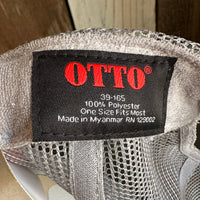 OTTO®
39-165
100% Polyester
One Size Fits Most
Made in Myanmar RN 129002